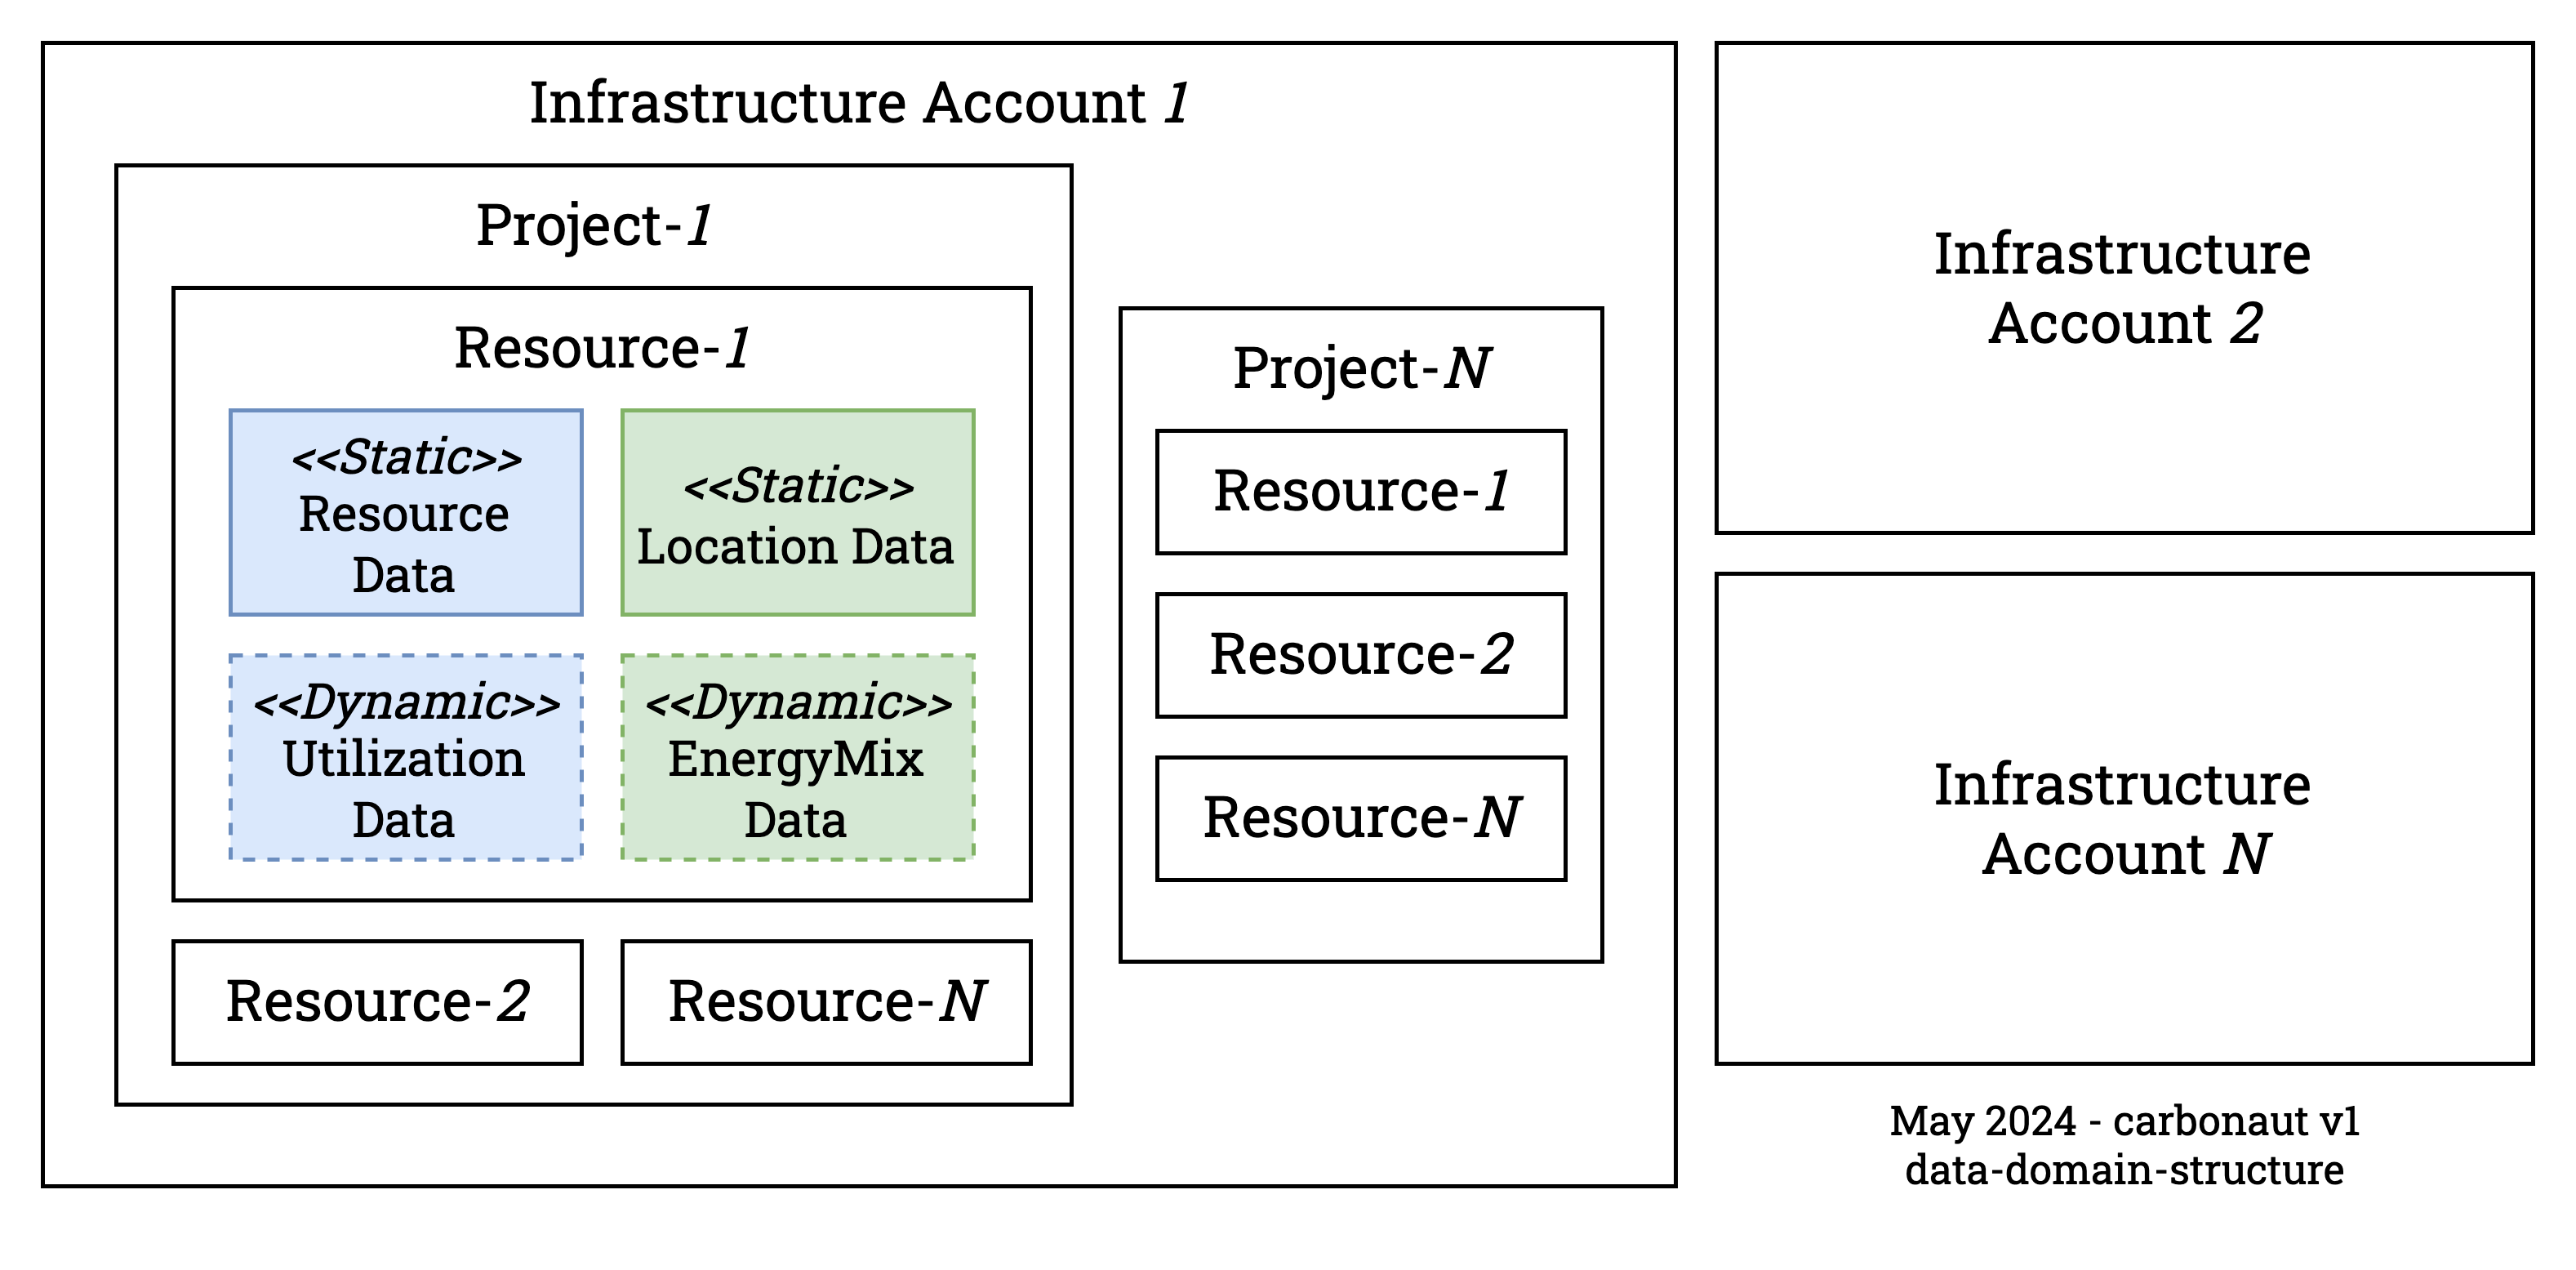 Infrastructure Account 1
Project-1
Resource-1
<<Static>>
Resource
Data
<<Static>>
Location Data
<<Dynamic>>
Utilization
Data
<<Dynamic>>
EnergyMix
Data
Resource-2
Resource-N
Project-N
Resource-1
Resource-2
Resource-N
Infrastructure
Account 2
Infrastructure
Account N
May 2024 - carbonaut v1
data-domain-structure